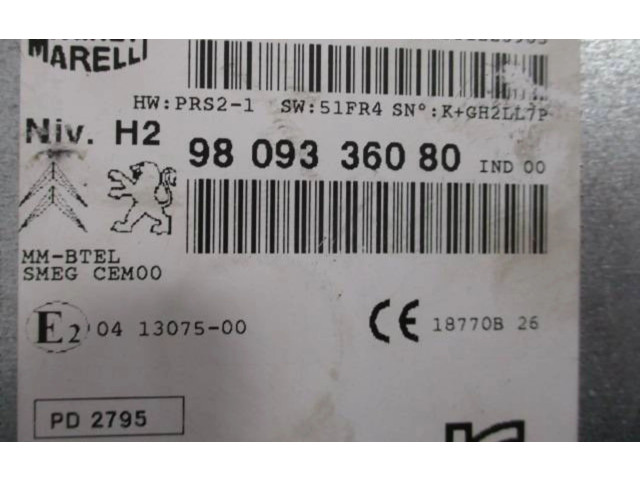 MARELLI
HW:PRS2-1 SW:51FR4 SN°:K+GH2LL7P
Niv. H2
98 093 360 80 IND 00
MM-BTEL
SMEG CEM00
E2 04 13075-00
CE 18770B 26
PD 2795